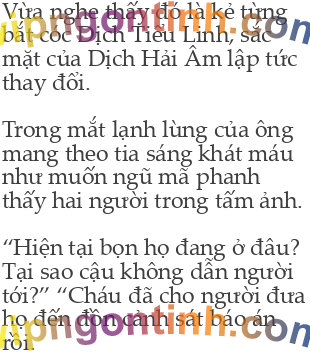 Vừa nghe thấy đó là kẻ từng
bắt cóc Dịch Tiểu Linh, sắc
mặt của Dịch Hải Âm lập tức
thay đổi.
Trong mắt lạnh lùng của ông
mang theo tia sáng khát máu
như muốn ngũ mã phanh
thấy hai người trong tấm ảnh.
“Hiện tại bọn họ đang ở đâu?
Tại sao cậu không dẫn người
tới?” “Cháu đã cho người đưa
họ đến đồn cảnh sát báo án
rồi.
vipngontinh.com
vipngontinh.com